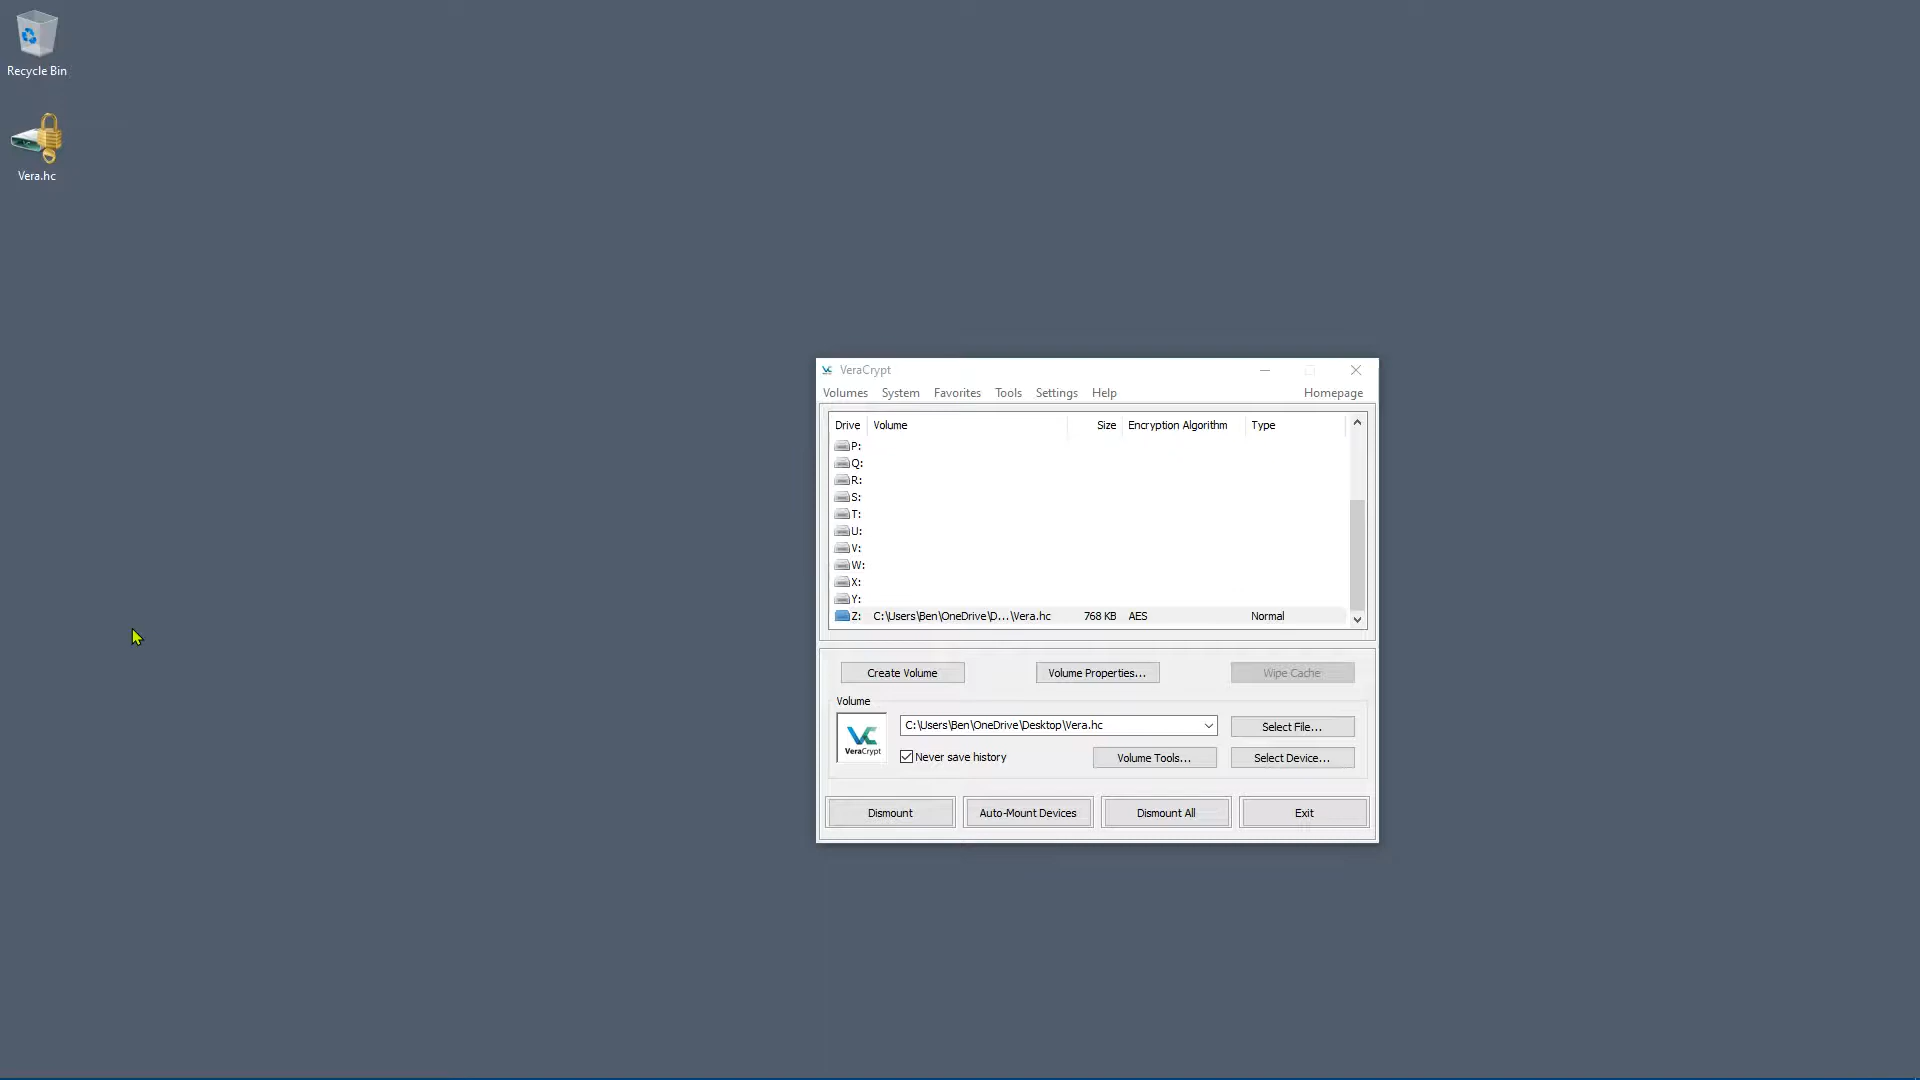 Recycle Bin
Vera.hc
VeraCrypt
Volumes System Favorites Tools Settings Help Homepage
Drive Volume Size Encryption Algorithm Type
P:
Q:
R:
S:
T:
U:
V:
W:
X:
Y:
Z: C:\Users\Ben\OneDrive\D...\Vera.hc 768 KB AES Normal
Create Volume Volume Properties... Wipe Cache
Volume
C:\Users\Ben\OneDrive\Desktop\Vera.hc Select File...
VeraCrypt
Never save history Volume Tools... Select Device...
Dismount Auto-Mount Devices Dismount All Exit